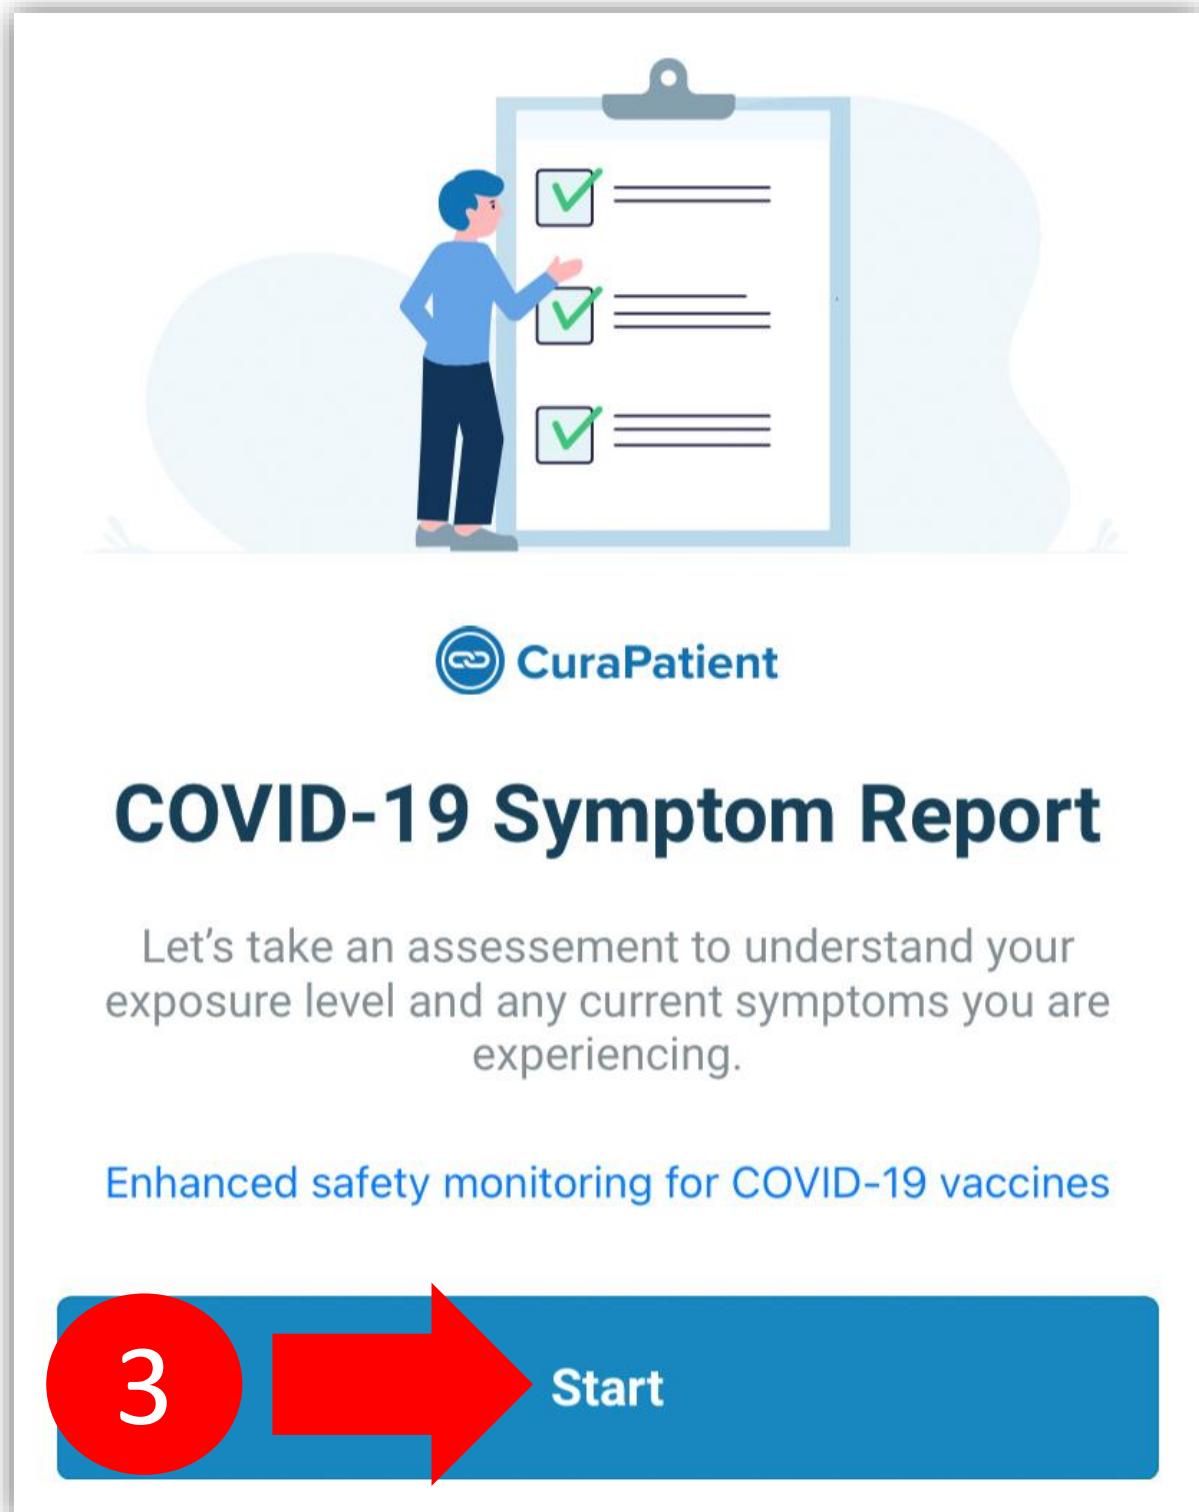 CuraPatient
COVID-19 Symptom Report
Let's take an assessement to understand your
exposure level and any current symptoms you are
experiencing.
Enhanced safety monitoring for COVID-19 vaccines
3
Start